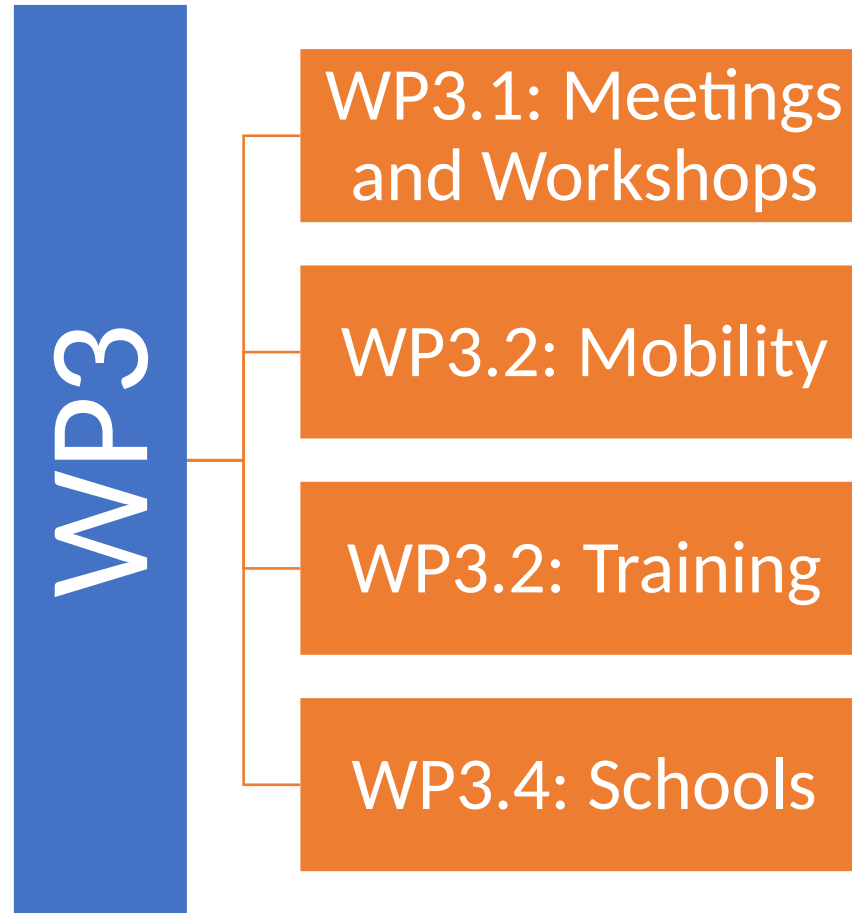 WP3
WP3.1: Meetings
and Workshops
WP3.2: Mobility
WP3.2: Training
WP3.4: Schools